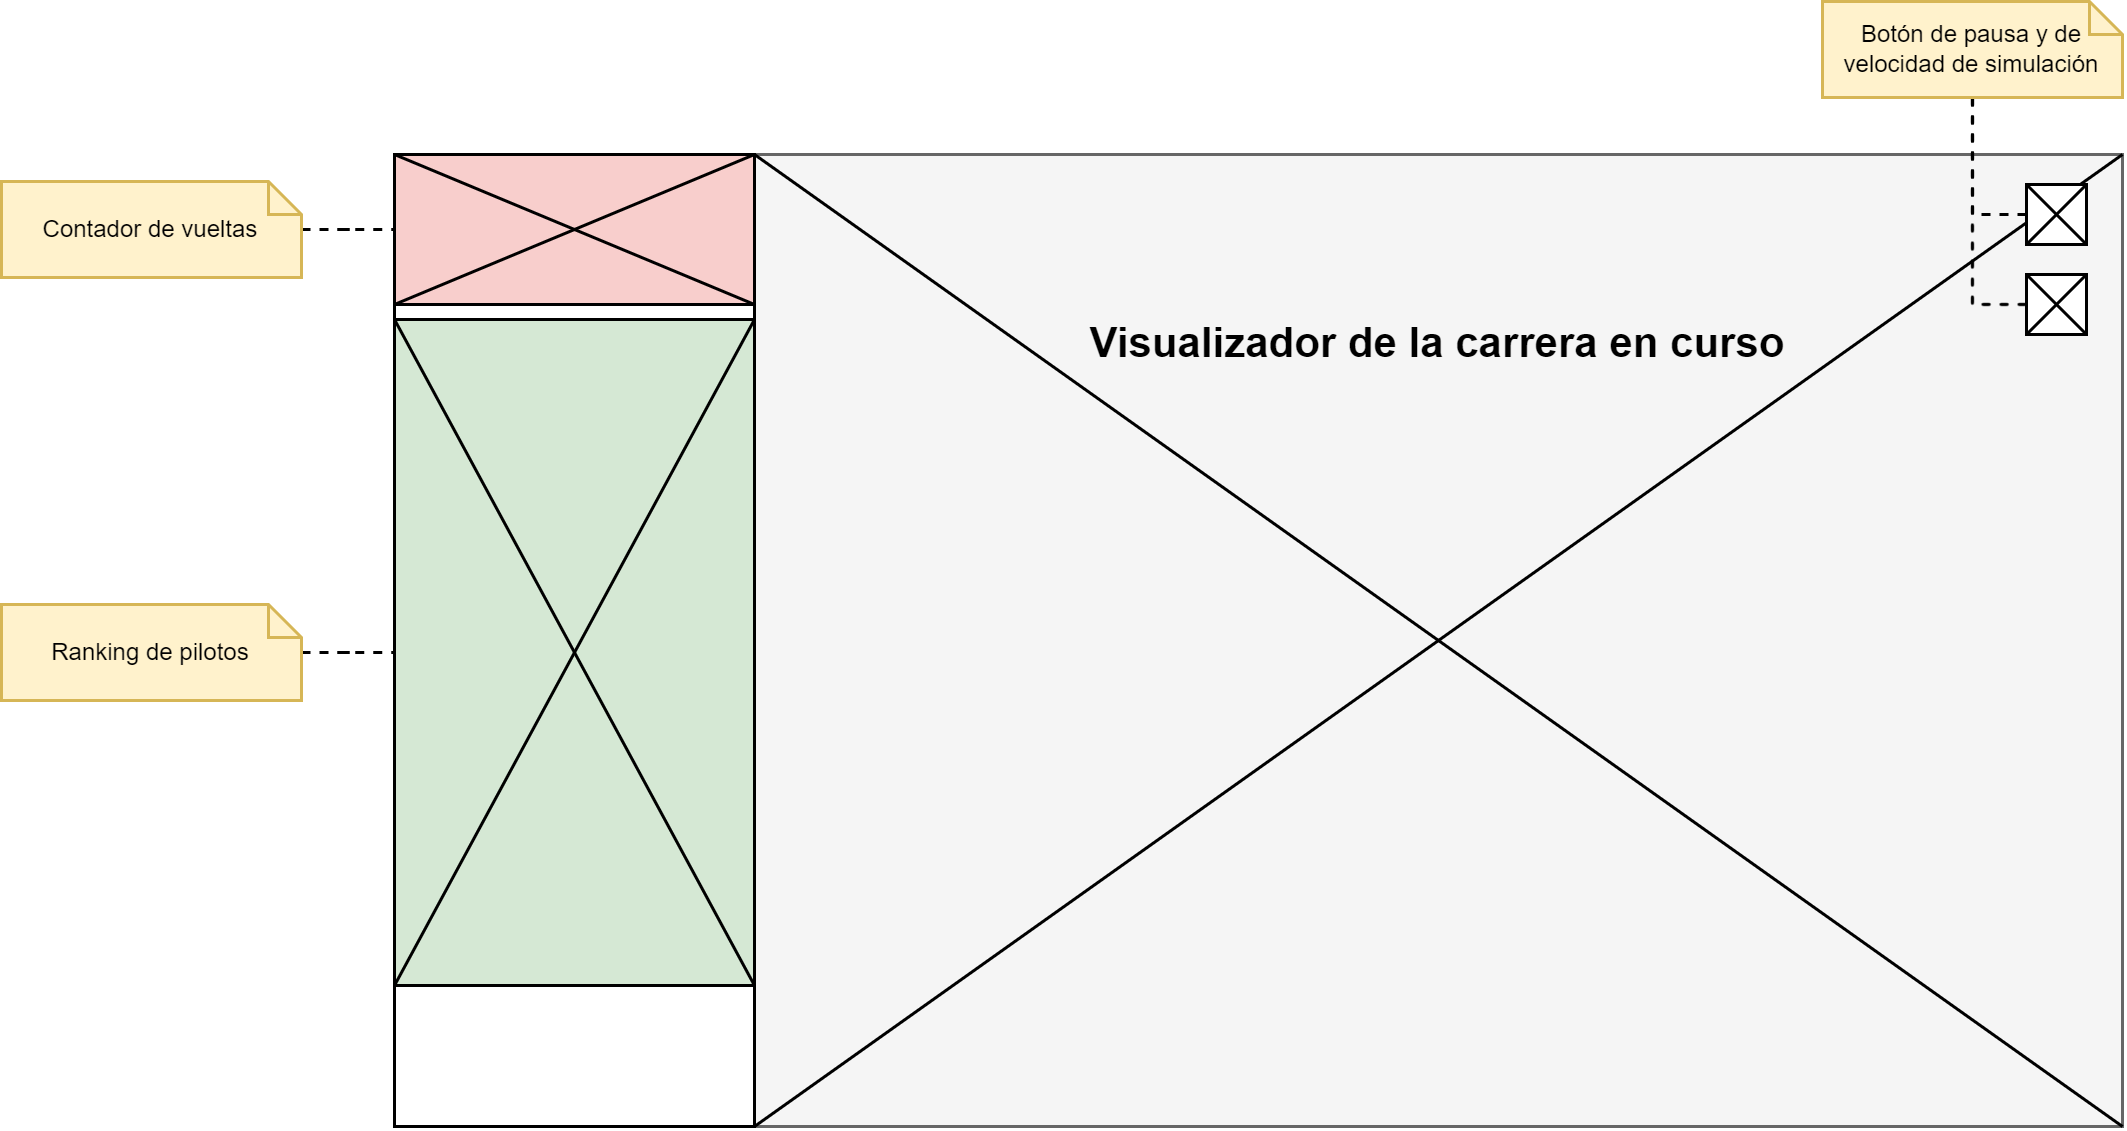 Botón de pausa y de
velocidad de simulación
Contador de vueltas
Visualizador de la carrera en curso
Ranking de pilotos